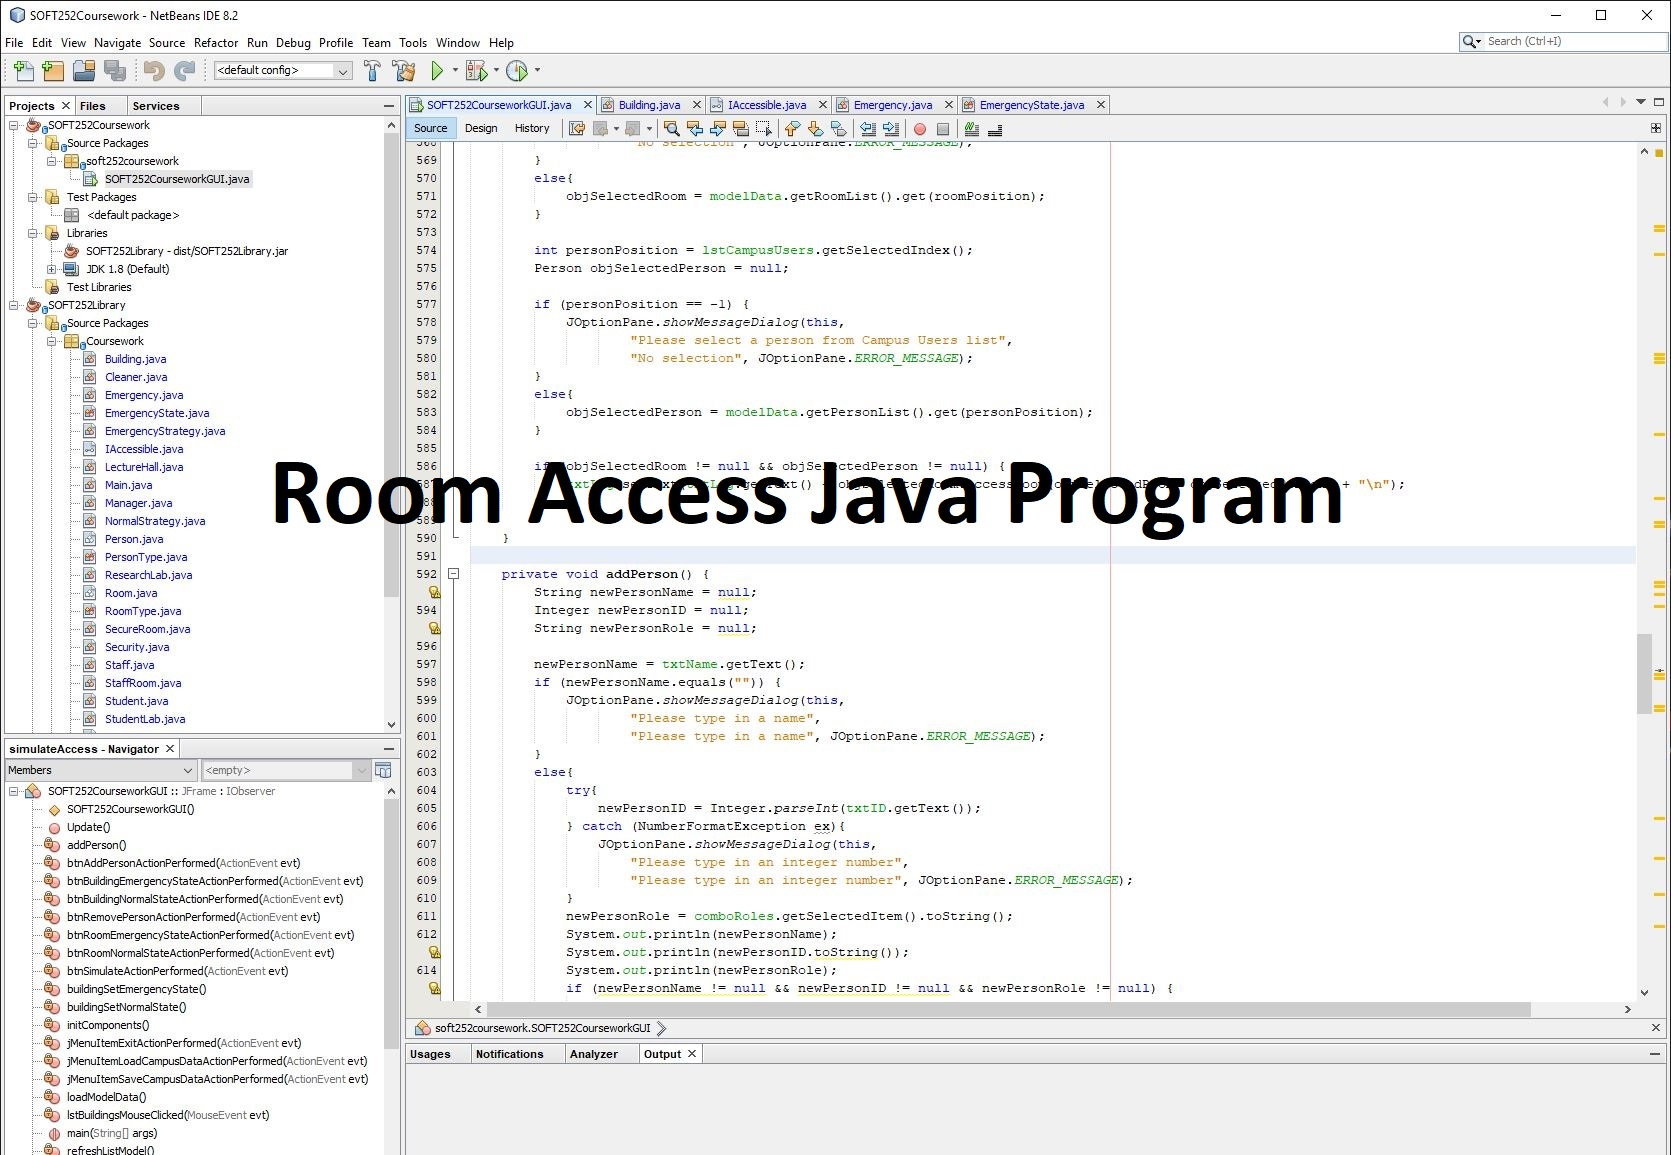 SOFT252Coursework - NetBeans IDE 8.2
File Edit View Navigate Source Refactor Run Debug Profile Team Tools Window Help
Search (Ctrl+I)
<default config>
Projects Files Services
SOFT252Coursework
Source Packages
soft252coursework
SOFT252CourseworkGUI.java
Test Packages
<default package>
Libraries
SOFT252Library - dist/SOFT252Library.jar
JDK 1.8 (Default)
Test Libraries
SOFT252Library
Source Packages
Coursework
Building.java
Cleaner.java
Emergency.java
EmergencyState.java
EmergencyStrategy.java
IAccessible.java
LectureHall.java
Main.java
Manager.java
NormalStrategy.java
Person.java
PersonType.java
ResearchLab.java
Room.java
RoomType.java
SecureRoom.java
Security.java
Staff.java
StaffRoom.java
Student.java
StudentLab.java
simulateAccess - Navigator
Members <empty>
SOFT252CourseworkGUI :: JFrame : IObserver
SOFT252CourseworkGUI()
Update()
addPerson()
btnAddPersonActionPerformed(ActionEvent evt)
btnBuildingEmergencyStateActionPerformed(ActionEvent evt)
btnBuildingNormalStateActionPerformed(ActionEvent evt)
btnRemovePersonActionPerformed(ActionEvent evt)
btnRoomEmergencyStateActionPerformed(ActionEvent evt)
btnRoomNormalStateActionPerformed(ActionEvent evt)
btnSimulateActionPerformed(ActionEvent evt)
buildingSetEmergencyState()
buildingSetNormalState()
initComponents()
jMenuItemExitActionPerformed(ActionEvent evt)
jMenuItemLoadCampusDataActionPerformed(ActionEvent evt)
jMenuItemSaveCampusDataActionPerformed(ActionEvent evt)
loadModelData()
lstBuildingsMouseClicked(MouseEvent evt)
main(String[] args)
refreshListModel()
SOFT252CourseworkGUI.java Building.java IAccessible.java Emergency.java EmergencyState.java
Source Design History
568 "No selection", JOptionPane.ERROR_MESSAGE);
569 }
570 else{
571 objSelectedRoom = modelData.getRoomList().get(roomPosition);
572 }
573
574 int personPosition = lstCampusUsers.getSelectedIndex();
575 Person objSelectedPerson = null;
576
577 if (personPosition == -1) {
578 JOptionPane.showMessageDialog(this,
579 "Please select a person from Campus Users list",
580 "No selection", JOptionPane.ERROR_MESSAGE);
581 }
582 else{
583 objSelectedPerson = modelData.getPersonList().get(personPosition);
584 }
585
586 if (objSelectedRoom != null && objSelectedPerson != null) {
+ "\n");
Room Access Java Program
590 }
591
592 private void addPerson() {
String newPersonName = null;
594 Integer newPersonID = null;
String newPersonRole = null;
596
597 newPersonName = txtName.getText();
598 if (newPersonName.equals("")) {
599 JOptionPane.showMessageDialog(this,
600 "Please type in a name",
601 "Please type in a name", JOptionPane.ERROR_MESSAGE);
602 }
603 else{
604 try{
605 newPersonID = Integer.parseInt(txtID.getText());
606 } catch (NumberFormatException ex){
607 JOptionPane.showMessageDialog(this,
608 "Please type in an integer number",
609 "Please type in an integer number", JOptionPane.ERROR_MESSAGE);
610 }
611 newPersonRole = comboRoles.getSelectedItem().toString();
612 System.out.println(newPersonName);
System.out.println(newPersonID.toString());
614 System.out.println(newPersonRole);
if (newPersonName != null && newPersonID != null && newPersonRole != null) {
soft252coursework.SOFT252CourseworkGUI
Usages Notifications Analyzer Output